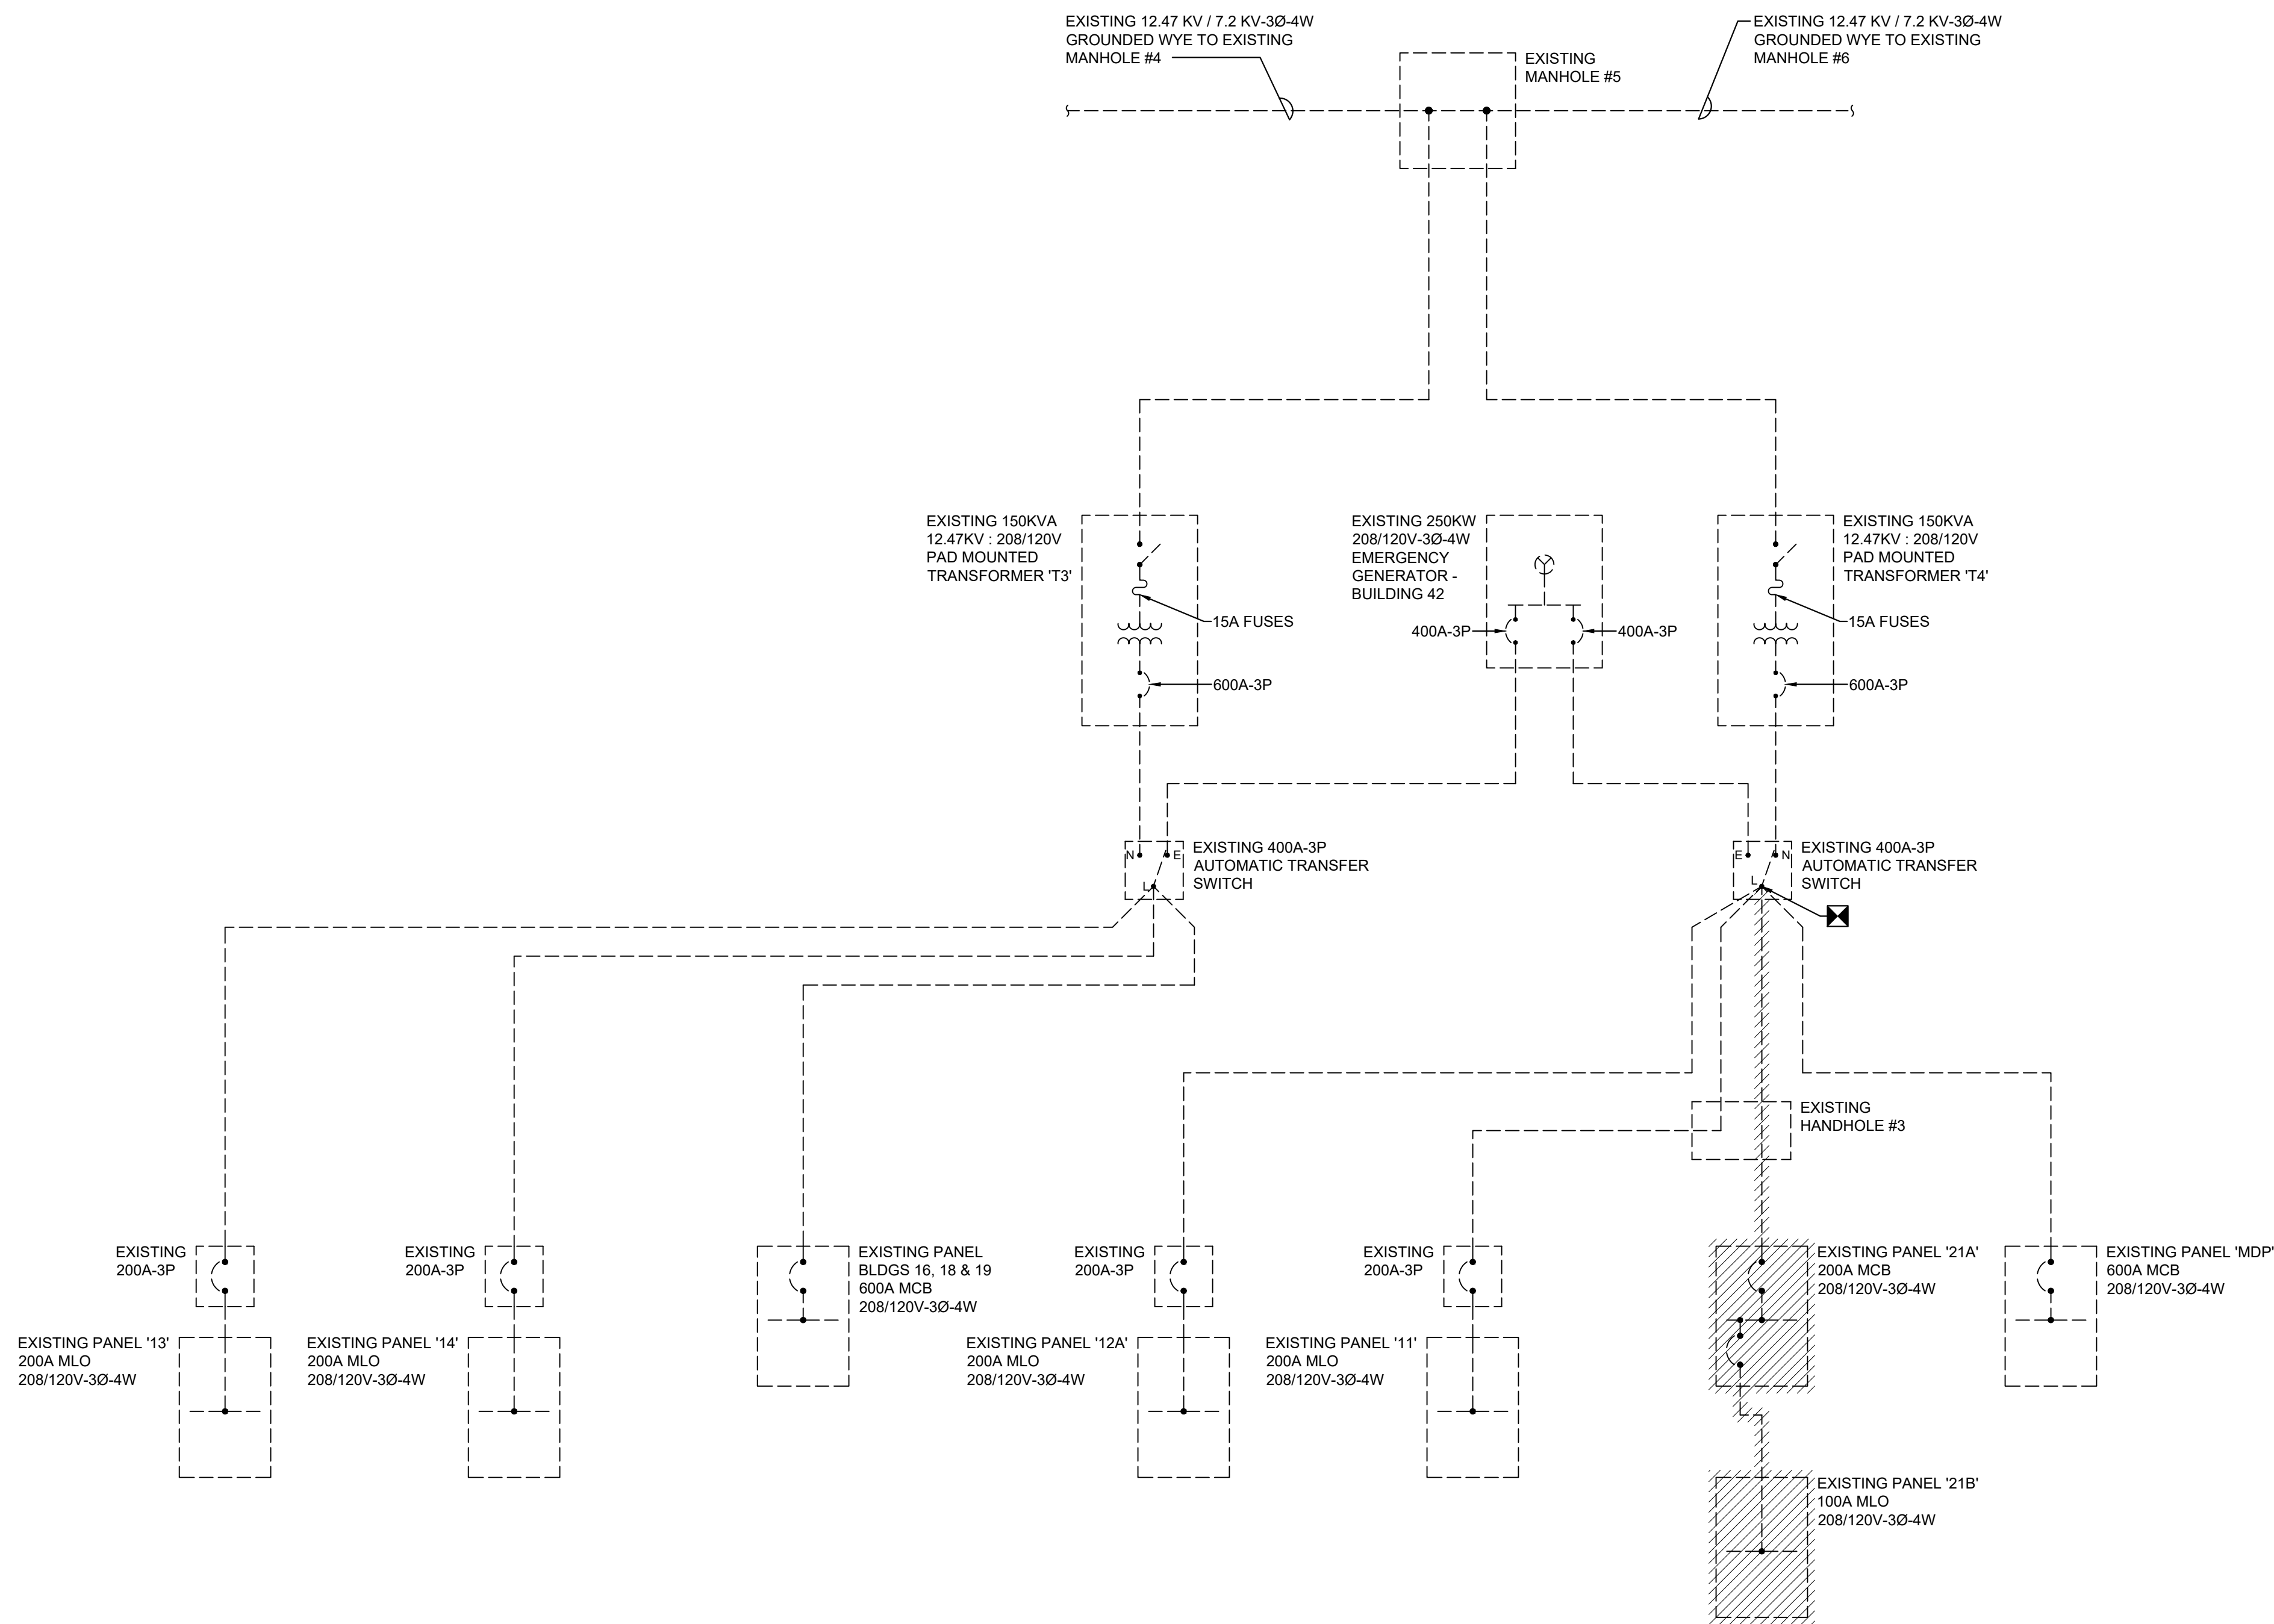 EXISTING 12.47 KV / 7.2 KV-3Ø-4W
GROUNDED WYE TO EXISTING
MANHOLE #4
EXISTING
MANHOLE #5
EXISTING 12.47 KV / 7.2 KV-3Ø-4W
GROUNDED WYE TO EXISTING
MANHOLE #6
EXISTING 150KVA
12.47KV : 208/120V
PAD MOUNTED
TRANSFORMER 'T3'
15A FUSES
600A-3P
EXISTING 250KW
208/120V-3Ø-4W
EMERGENCY
GENERATOR -
BUILDING 42
400A-3P
400A-3P
EXISTING 150KVA
12.47KV : 208/120V
PAD MOUNTED
TRANSFORMER 'T4'
15A FUSES
600A-3P
N
E
L
EXISTING 400A-3P
AUTOMATIC TRANSFER
SWITCH
E
N
L
EXISTING 400A-3P
AUTOMATIC TRANSFER
SWITCH
EXISTING
HANDHOLE #3
EXISTING
200A-3P
EXISTING PANEL '13'
200A MLO
208/120V-3Ø-4W
EXISTING
200A-3P
EXISTING PANEL '14'
200A MLO
208/120V-3Ø-4W
EXISTING PANEL
BLDGS 16, 18 & 19
600A MCB
208/120V-3Ø-4W
EXISTING
200A-3P
EXISTING PANEL '12A'
200A MLO
208/120V-3Ø-4W
EXISTING
200A-3P
EXISTING PANEL '11'
200A MLO
208/120V-3Ø-4W
EXISTING PANEL '21A'
200A MCB
208/120V-3Ø-4W
EXISTING PANEL 'MDP'
600A MCB
208/120V-3Ø-4W
EXISTING PANEL '21B'
100A MLO
208/120V-3Ø-4W